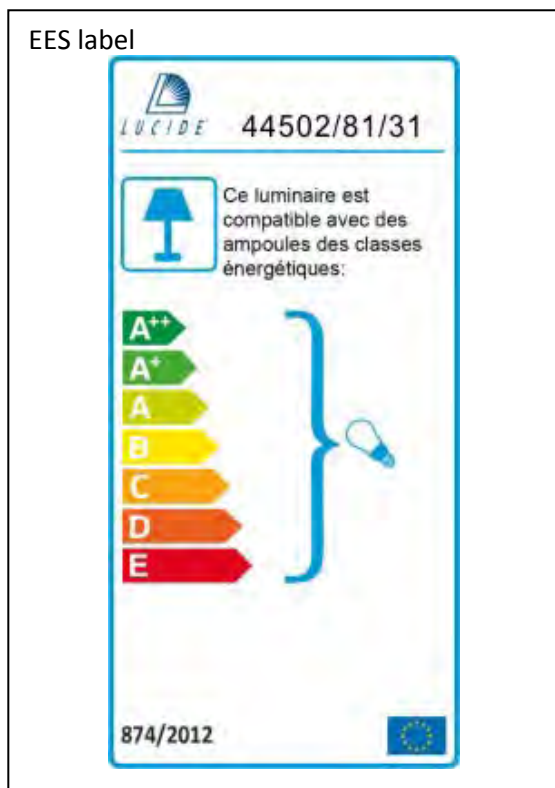 EES label
LUCIDE
44502/81/31
Ce luminaire est
compatible avec des
ampoules des classes
énergétiques:
A++
A+
A
B
C
D
E
874/2012